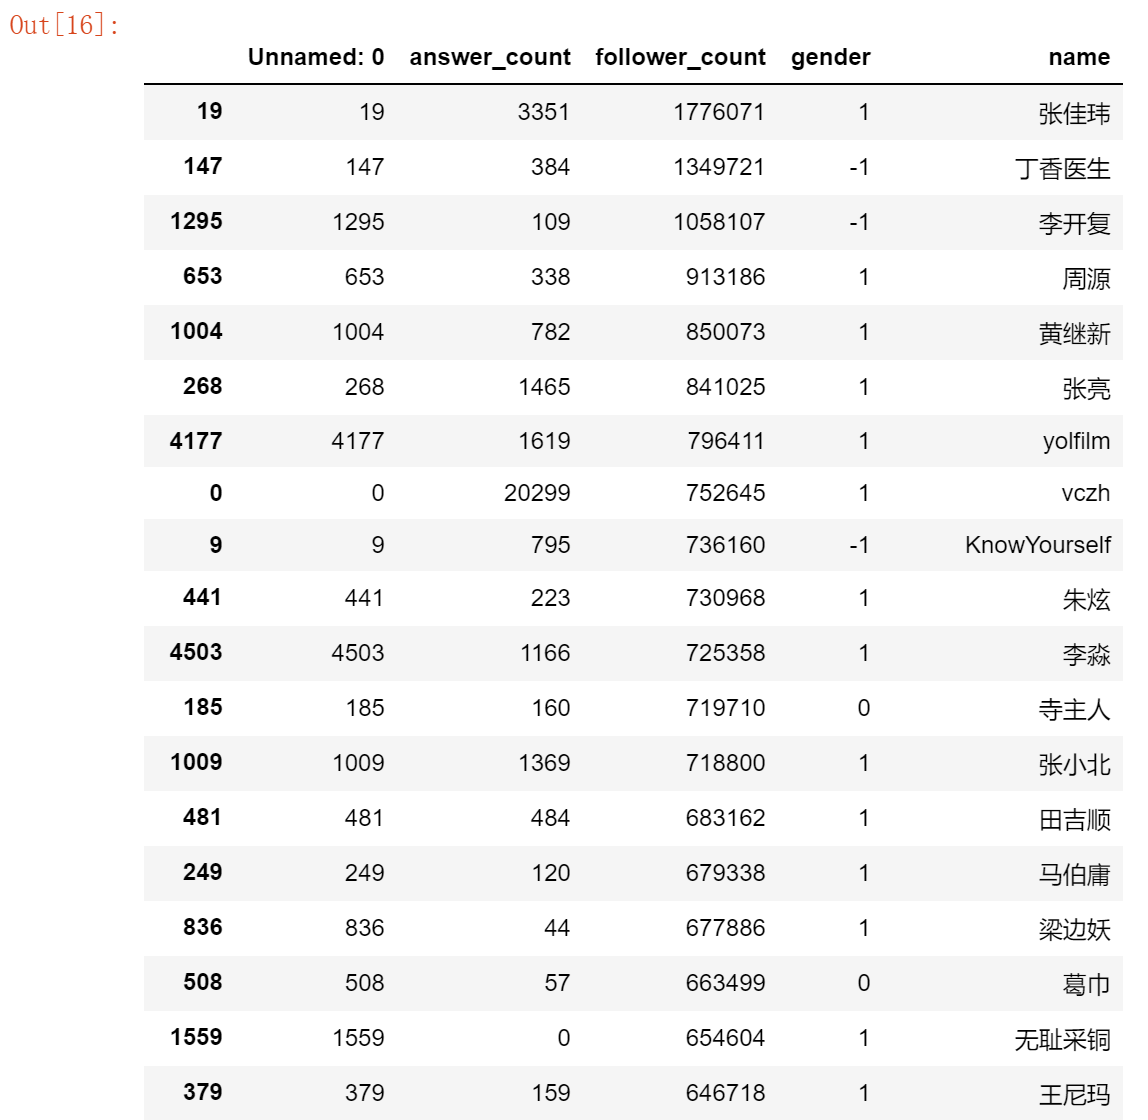 Out[16]:
Unnamed: 0 answer_count follower_count gender name
19 19 3351 1776071 1 张佳玮
147 147 384 1349721 -1 丁香医生
1295 1295 109 1058107 -1 李开复
653 653 338 913186 1 周源
1004 1004 782 850073 1 黄继新
268 268 1465 841025 1 张亮
4177 4177 1619 796411 1 yolfilm
0 0 20299 752645 1 vczh
9 9 795 736160 -1 KnowYourself
441 441 223 730968 1 朱炫
4503 4503 1166 725358 1 李淼
185 185 160 719710 0 寺主人
1009 1009 1369 718800 1 张小北
481 481 484 683162 1 田吉顺
249 249 120 679338 1 马伯庸
836 836 44 677886 1 梁边妖
508 508 57 663499 0 葛巾
1559 1559 0 654604 1 无耻采铜
379 379 159 646718 1 王尼玛